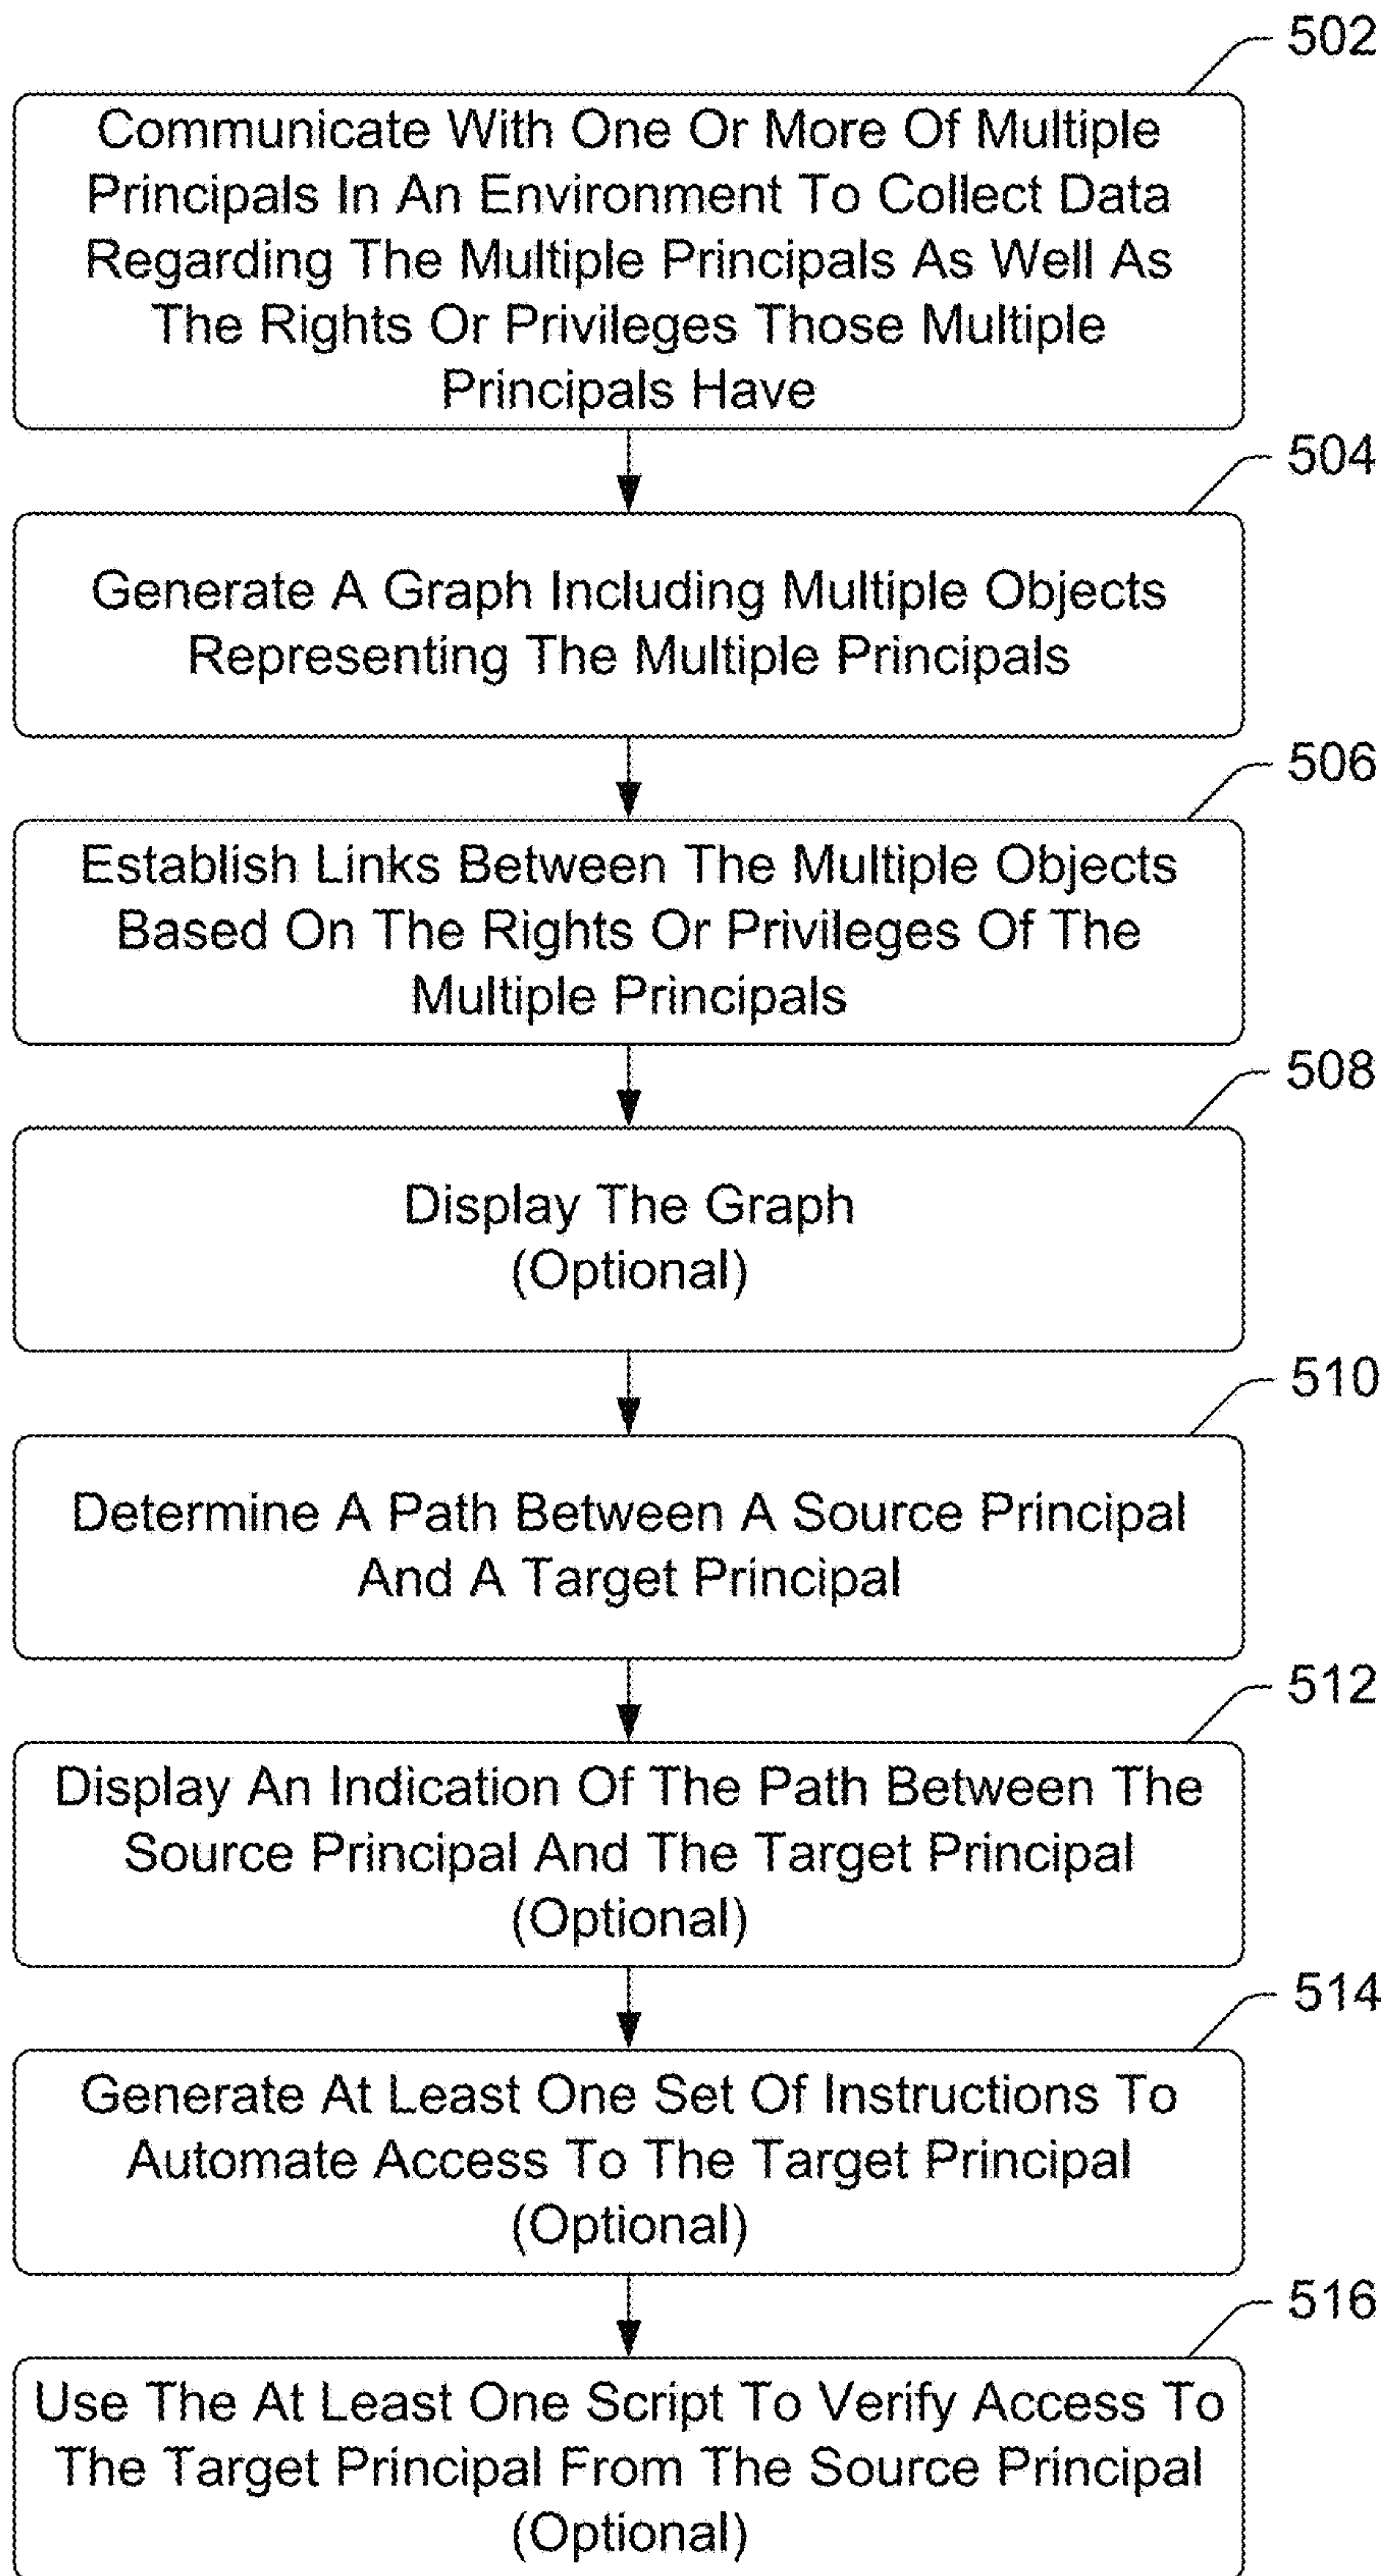 502
Communicate With One Or More Of Multiple
Principals In An Environment To Collect Data
Regarding The Multiple Principals As Well As
The Rights Or Privileges Those Multiple
Principals Have
504
Generate A Graph Including Multiple Objects
Representing The Multiple Principals
506
Establish Links Between The Multiple Objects
Based On The Rights Or Privileges Of The
Multiple Principals
508
Display The Graph
(Optional)
510
Determine A Path Between A Source Principal
And A Target Principal
512
Display An Indication Of The Path Between The
Source Principal And The Target Principal
(Optional)
514
Generate At Least One Set Of Instructions To
Automate Access To The Target Principal
(Optional)
516
Use The At Least One Script To Verify Access To
The Target Principal From The Source Principal
(Optional)